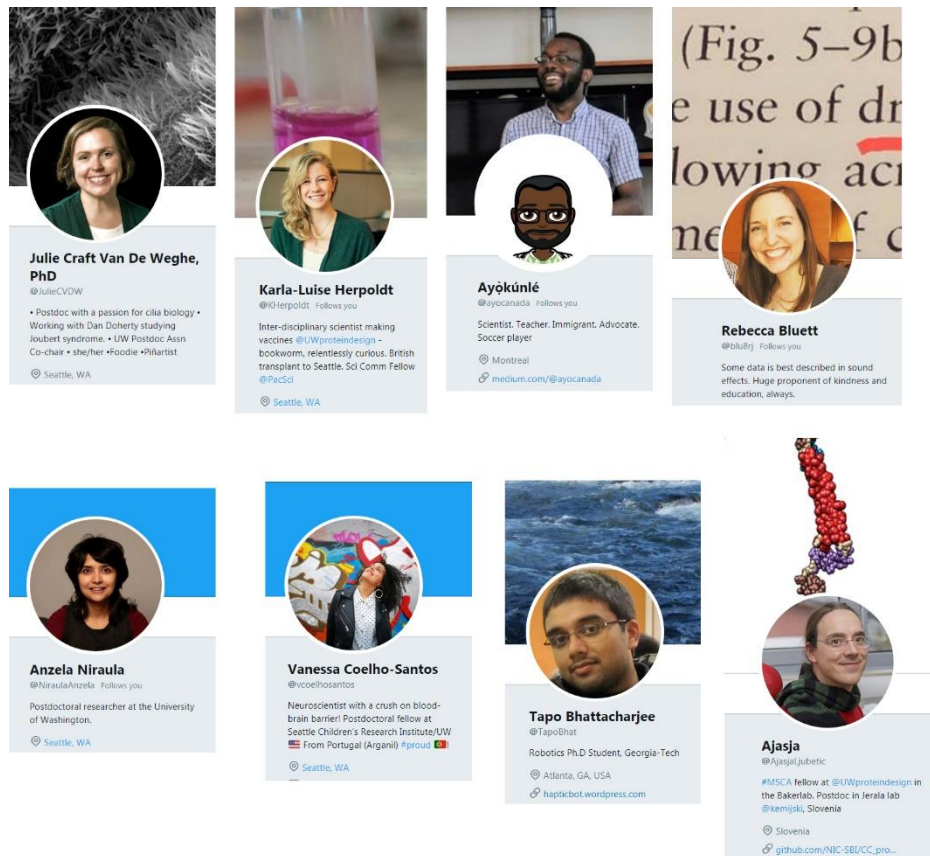 (Fig. 5–9b
e use of dr
lowing acr
me of c
Julie Craft Van De Weghe,
PhD
@JulieCVDW
• Postdoc with a passion for cilia biology •
Working with Dan Doherty studying
Joubert syndrome. • UW Postdoc Assn
Co-chair • she/her •Foodie •Piñartist
Seattle, WA
Karla-Luise Herpoldt
@KHerpoldt Follows you
Inter-disciplinary scientist making
vaccines @UWproteindesign -
bookworm, relentlessly curious. British
transplant to Seattle. Sci Comm Fellow
@PacSci
Seattle, WA
Ayọ̀kúnlé
@ayocanada Follows you
Scientist. Teacher. Immigrant. Advocate.
Soccer player
Montreal
medium.com/@ayocanada
Rebecca Bluett
@blu8rj Follows you
Some data is best described in sound
effects. Huge proponent of kindness and
education, always.
Anzela Niraula
@NiraulaAnzela Follows you
Postdoctoral researcher at the University
of Washington.
Seattle, WA
Vanessa Coelho-Santos
@vcoelhosantos
Neuroscientist with a crush on blood-
brain barrier! Postdoctoral fellow at
Seattle Children's Research Institute/UW
🇺🇸 From Portugal (Arganil) #proud 🇵🇹!
Seattle, WA
Tapo Bhattacharjee
@TapoBhat
Robotics Ph.D Student, Georgia-Tech
Atlanta, GA, USA
hapticbot.wordpress.com
Ajasja
@AjasjaLjubetic
#MSCA fellow at @UWproteindesign in
the Bakerlab. Postdoc in Jerala lab
@kemijski, Slovenia
Slovenia
github.com/NIC-SBI/CC_pro...